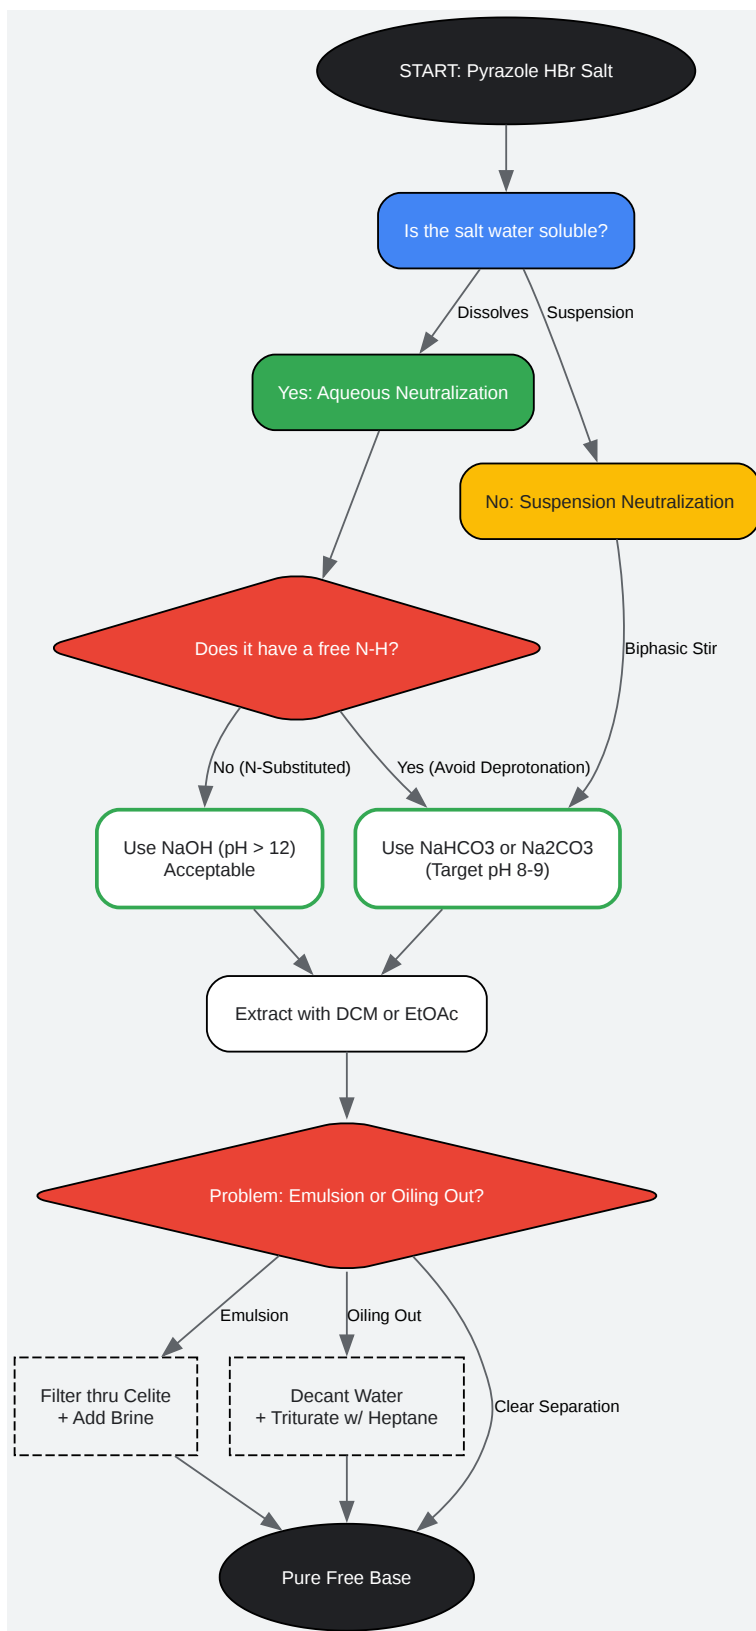 START: Pyrazole HBr Salt
Is the salt water soluble?
Dissolves
Suspension
Yes: Aqueous Neutralization
No: Suspension Neutralization
Does it have a free N-H?
Biphasic Stir
No (N-Substituted)
Yes (Avoid Deprotonation)
Use NaOH (pH > 12)
Acceptable
Use NaHCO3 or Na2CO3
(Target pH 8-9)
Extract with DCM or EtOAc
Problem: Emulsion or Oiling Out?
Emulsion
Oiling Out
Clear Separation
Filter thru Celite
+ Add Brine
Decant Water
+ Triturate w/ Heptane
Pure Free Base